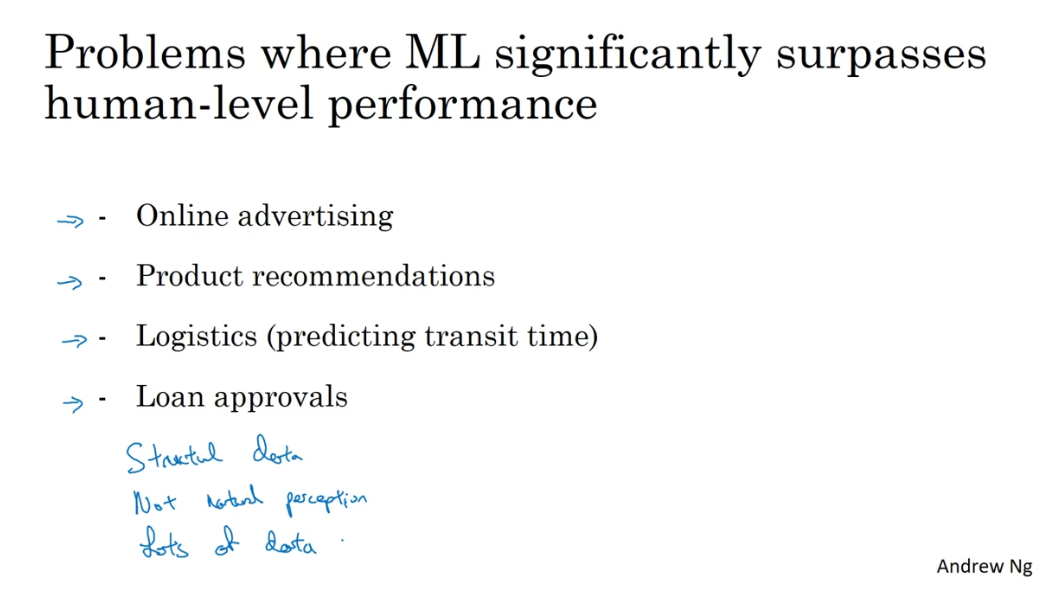 Problems where ML significantly surpasses
human-level performance
→ - Online advertising
→ - Product recommendations
→ - Logistics (predicting transit time)
→ - Loan approvals
Structured data
Not natural perception
Lots of data
Andrew Ng